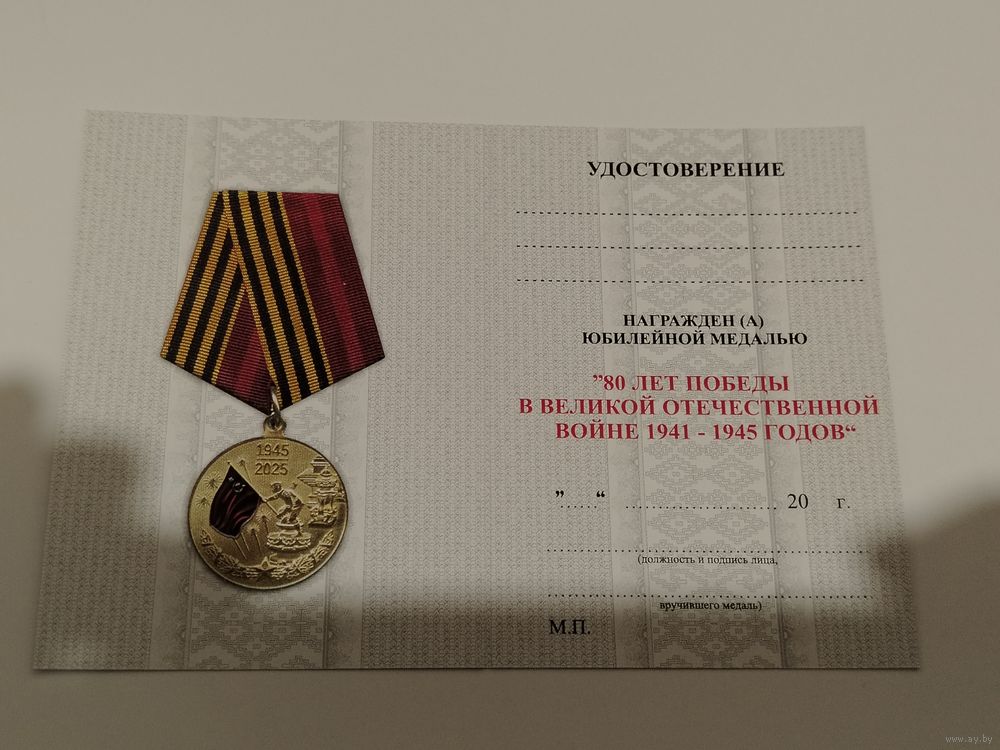 1945
2025
УДОСТОВЕРЕНИЕ
НАГРАЖДЕН (А)
ЮБИЛЕЙНОЙ МЕДАЛЬЮ
”80 ЛЕТ ПОБЕДЫ
В ВЕЛИКОЙ ОТЕЧЕСТВЕННОЙ
ВОЙНЕ 1941 - 1945 ГОДОВ“
”.....“ ........................... 20 г.
(должность и подпись лица,
вручившего медаль)
М.П.
www.ay.by